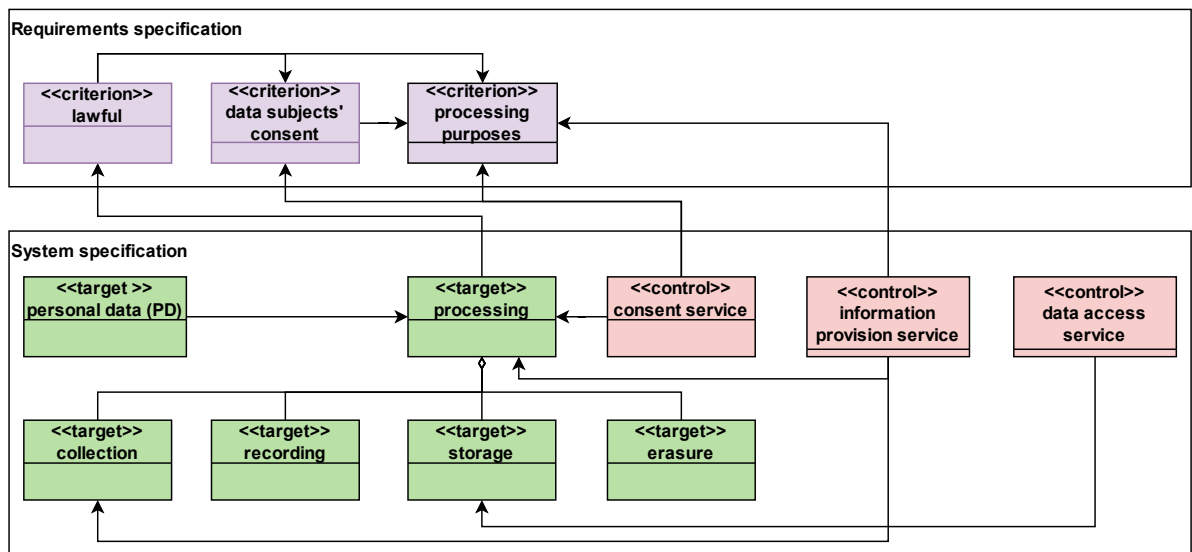 Requirements specification
<<criterion>>
lawful
<<criterion>>
data subjects'
consent
<<criterion>>
processing
purposes
System specification
<<target >>
personal data (PD)
<<target>>
processing
<<control>>
consent service
<<control>>
information
provision service
<<control>>
data access
service
<<target>>
collection
<<target>>
recording
<<target>>
storage
<<target>>
erasure